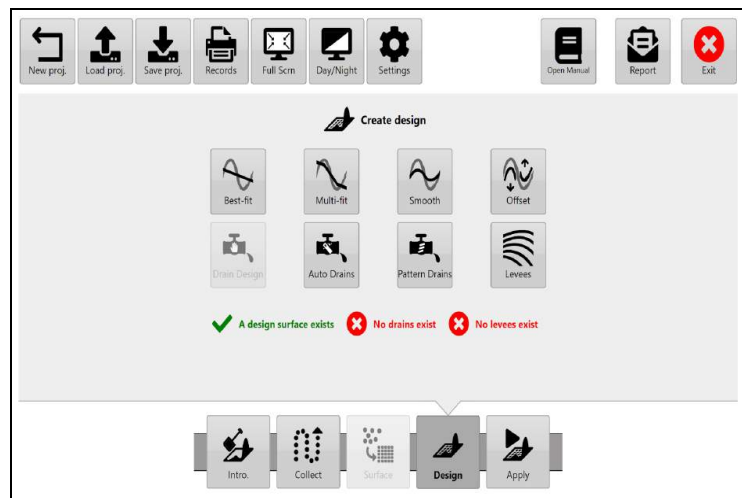 New proj.
Load proj.
Save proj.
Records
Full Scrn
Day/Night
Settings
Open Manual
Report
Exit
Create design
Best-fit
Multi-fit
Smooth
Offset
Drain Design
Auto Drains
Pattern Drains
Levees
A design surface exists
No drains exist
No levees exist
Intro.
Collect
Surface
Design
Apply